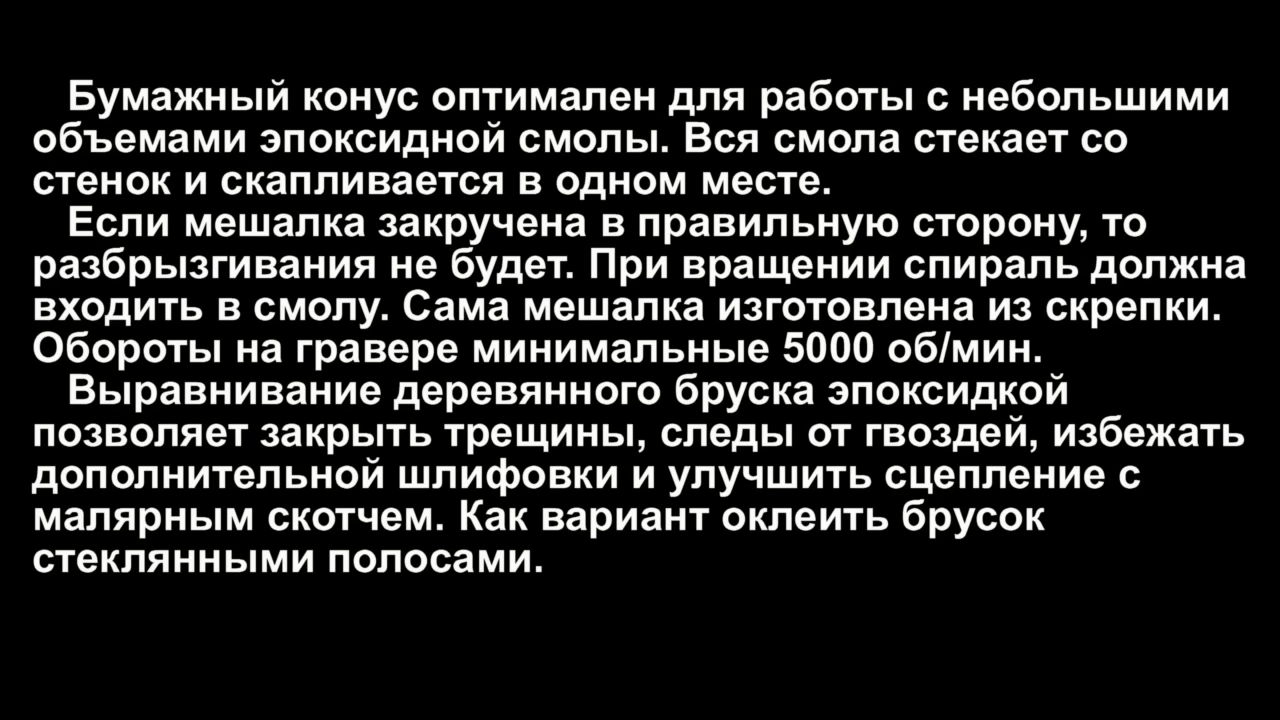 Бумажный конус оптимален для работы с небольшими
объемами эпоксидной смолы. Вся смола стекает со
стенок и скапливается в одном месте.
Если мешалка закручена в правильную сторону, то
разбрызгивания не будет. При вращении спираль должна
входить в смолу. Сама мешалка изготовлена из скрепки.
Обороты на гравере минимальные 5000 об/мин.
Выравнивание деревянного бруска эпоксидкой
позволяет закрыть трещины, следы от гвоздей, избежать
дополнительной шлифовки и улучшить сцепление с
малярным скотчем. Как вариант оклеить брусок
стеклянными полосами.